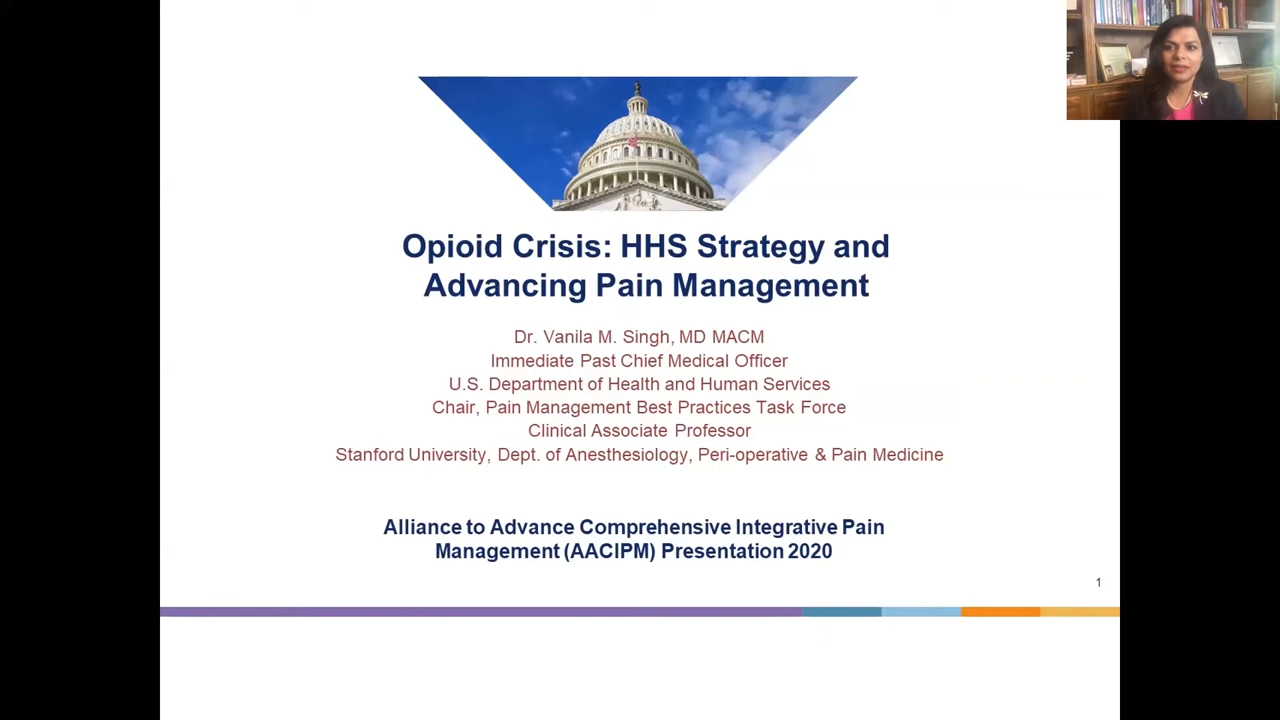 Opioid Crisis: HHS Strategy and
Advancing Pain Management
Dr. Vanila M. Singh, MD MACM
Immediate Past Chief Medical Officer
U.S. Department of Health and Human Services
Chair, Pain Management Best Practices Task Force
Clinical Associate Professor
Stanford University, Dept. of Anesthesiology, Peri-operative & Pain Medicine
Alliance to Advance Comprehensive Integrative Pain
Management (AACIPM) Presentation 2020
1